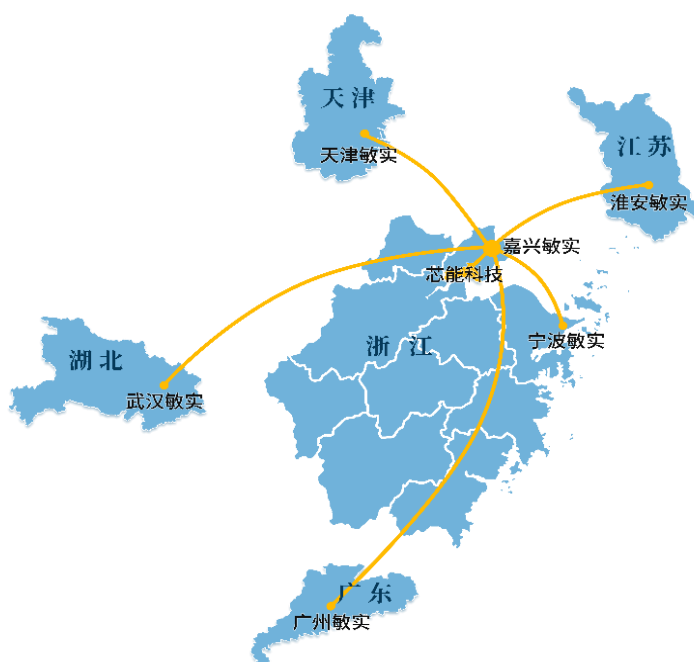 天津
天津敏实
江苏
淮安敏实
嘉兴敏实
芯能科技
宁波敏实
浙江
湖北
武汉敏实
广东
广州敏实